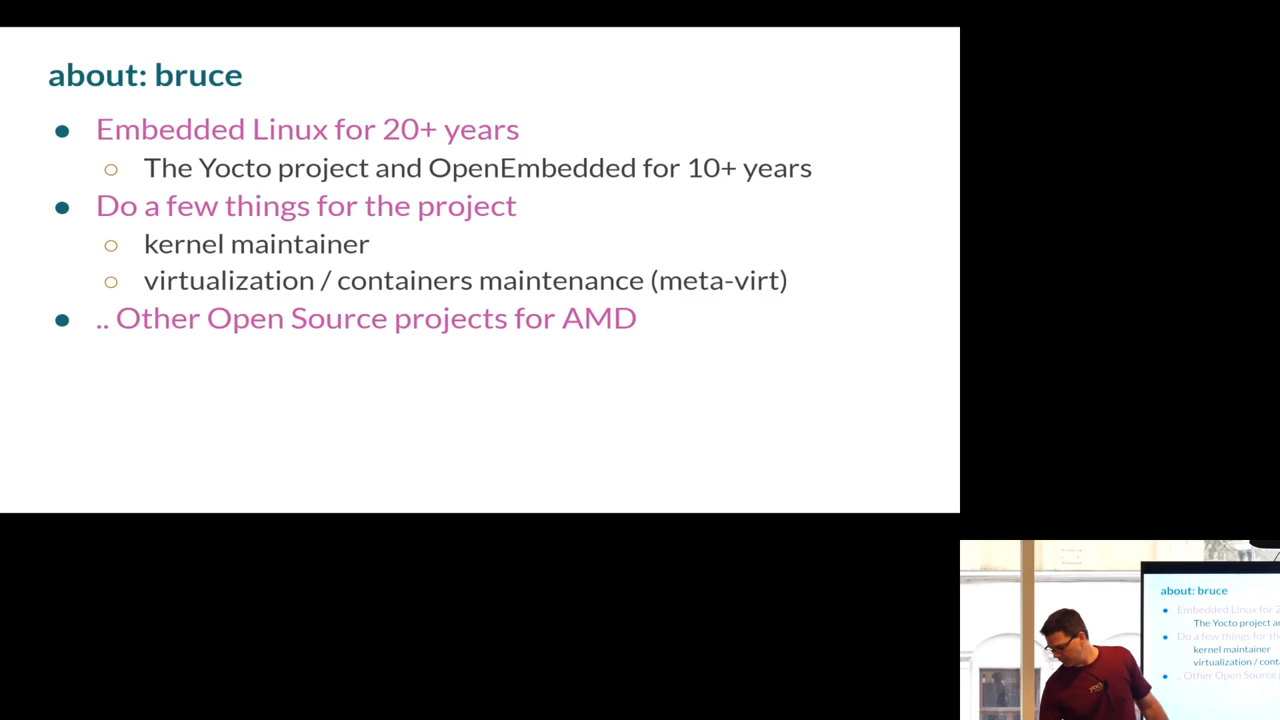 about: bruce
● Embedded Linux for 20+ years
○ The Yocto project and OpenEmbedded for 10+ years
● Do a few things for the project
○ kernel maintainer
○ virtualization / containers maintenance (meta-virt)
● .. Other Open Source projects for AMD
about: bruce
● Embedded Linux for 2
The Yocto project a
● Do a few things for th
kernel maintainer
virtualization / conta
● .. Other Open Source